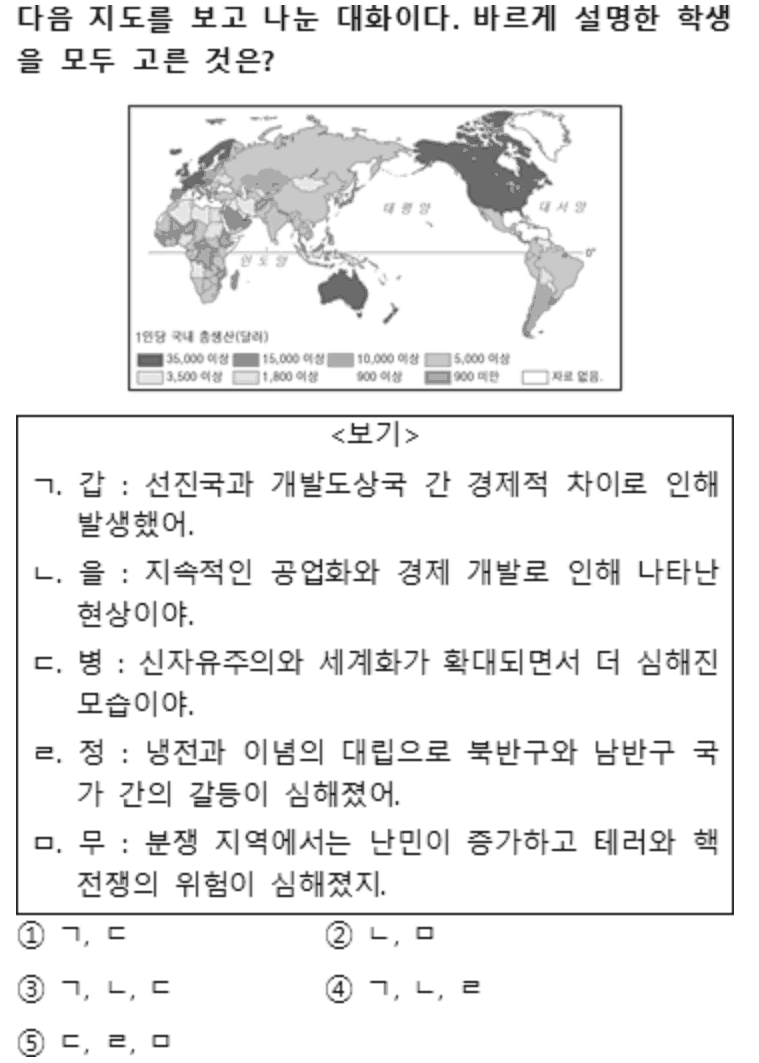 다음 지도를 보고 나눈 대화이다. 바르게 설명한 학생
을 모두 고른 것은?
태 평 양
대 서 양
인 도 양
0°
1인당 국내 총생산(달러)
35,000 이상 15,000 이상 10,000 이상 5,000 이상
3,500 이상 1,800 이상 900 이상 900 미만 자료 없음.
<보기>
ㄱ. 갑 : 선진국과 개발도상국 간 경제적 차이로 인해
발생했어.
ㄴ. 을 : 지속적인 공업화와 경제 개발로 인해 나타난
현상이야.
ㄷ. 병 : 신자유주의와 세계화가 확대되면서 더 심해진
모습이야.
ㄹ. 정 : 냉전과 이념의 대립으로 북반구와 남반구 국
가 간의 갈등이 심해졌어.
ㅁ. 무 : 분쟁 지역에서는 난민이 증가하고 테러와 핵
전쟁의 위험이 심해졌지.
① ㄱ, ㄷ ② ㄴ, ㅁ
③ ㄱ, ㄴ, ㄷ ④ ㄱ, ㄴ, ㄹ
⑤ ㄷ, ㄹ, ㅁ